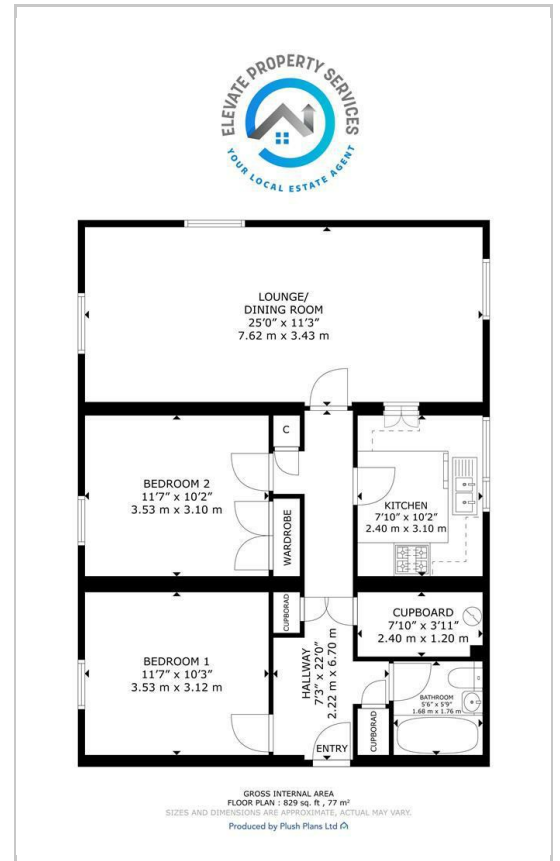 ELEVATE PROPERTY SERVICES
YOUR LOCAL ESTATE AGENT
LOUNGE/
DINING ROOM
25'0" x 11'3"
7.62 m x 3.43 m
C
BEDROOM 2
11'7" x 10'2"
3.53 m x 3.10 m
WARDROBE
KITCHEN
7'10" x 10'2"
2.40 m x 3.10 m
CUPBORAD
CUPBOARD
7'10" x 3'11"
2.40 m x 1.20 m
BEDROOM 1
11'7" x 10'3"
3.53 m x 3.12 m
HALLWAY
7'3" x 22'0"
2.22 m x 6.70 m
BATHROOM
5'6" x 5'9"
1.68 m x 1.76 m
CUPBORAD
ENTRY
GROSS INTERNAL AREA
FLOOR PLAN : 829 sq. ft , 77 m²
SIZES AND DIMENSIONS ARE APPROXIMATE, ACTUAL MAY VARY.
Produced by Plush Plans Ltd